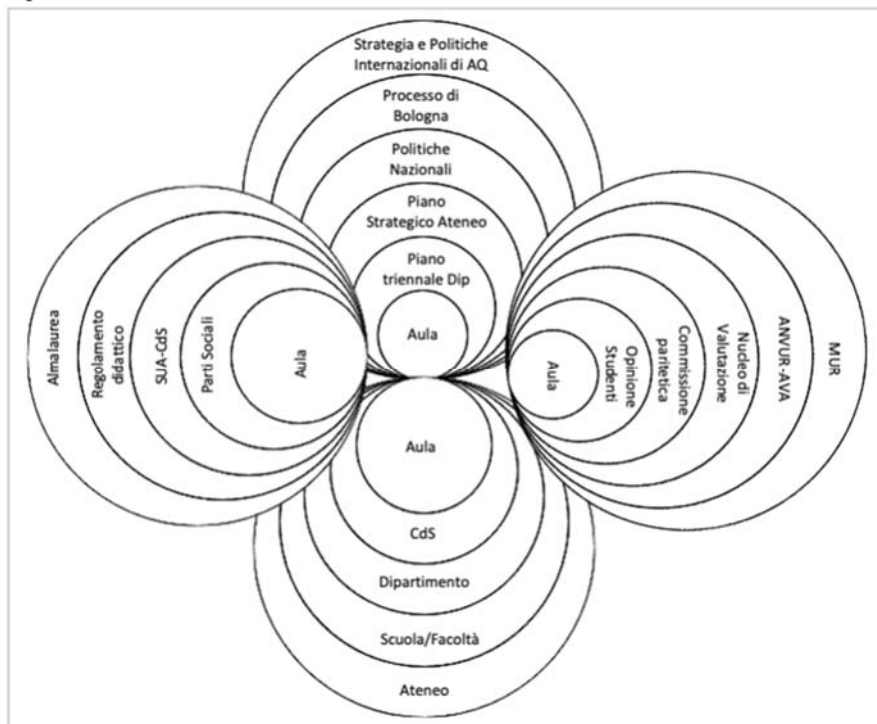 Strategia e Politiche
Internazionali di AQ
Processo di
Bologna
Politiche
Nazionali
Piano
Strategico Ateneo
Piano
triennale Dip
Aula
Almalaurea
Regolamento
didattico
SUA-CdS
Parti Sociali
Aula
Aula
Opinione
Studenti
Commissione
paritetica
Nucleo di
Valutazione
ANVUR-AVA
MUR
Aula
CdS
Dipartimento
Scuola/Facoltà
Ateneo